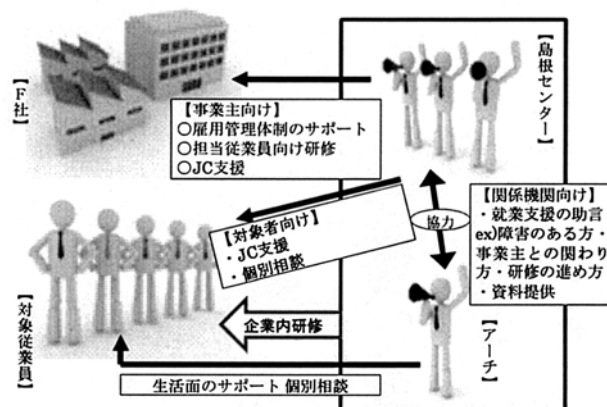 【F社】
【島根センター】
【事業主向け】
○雇用管理体制のサポート
○担当従業員向け研修
○JC支援
【対象者向け】
・JC支援
・個別相談
協力
【関係機関向け】
・就業支援の助言
ex)障害のある方・
事業主との関わり
方・研修の進め方
・資料提供
【対象従業員】
企業内研修
【アーチ】
生活面のサポート 個別相談